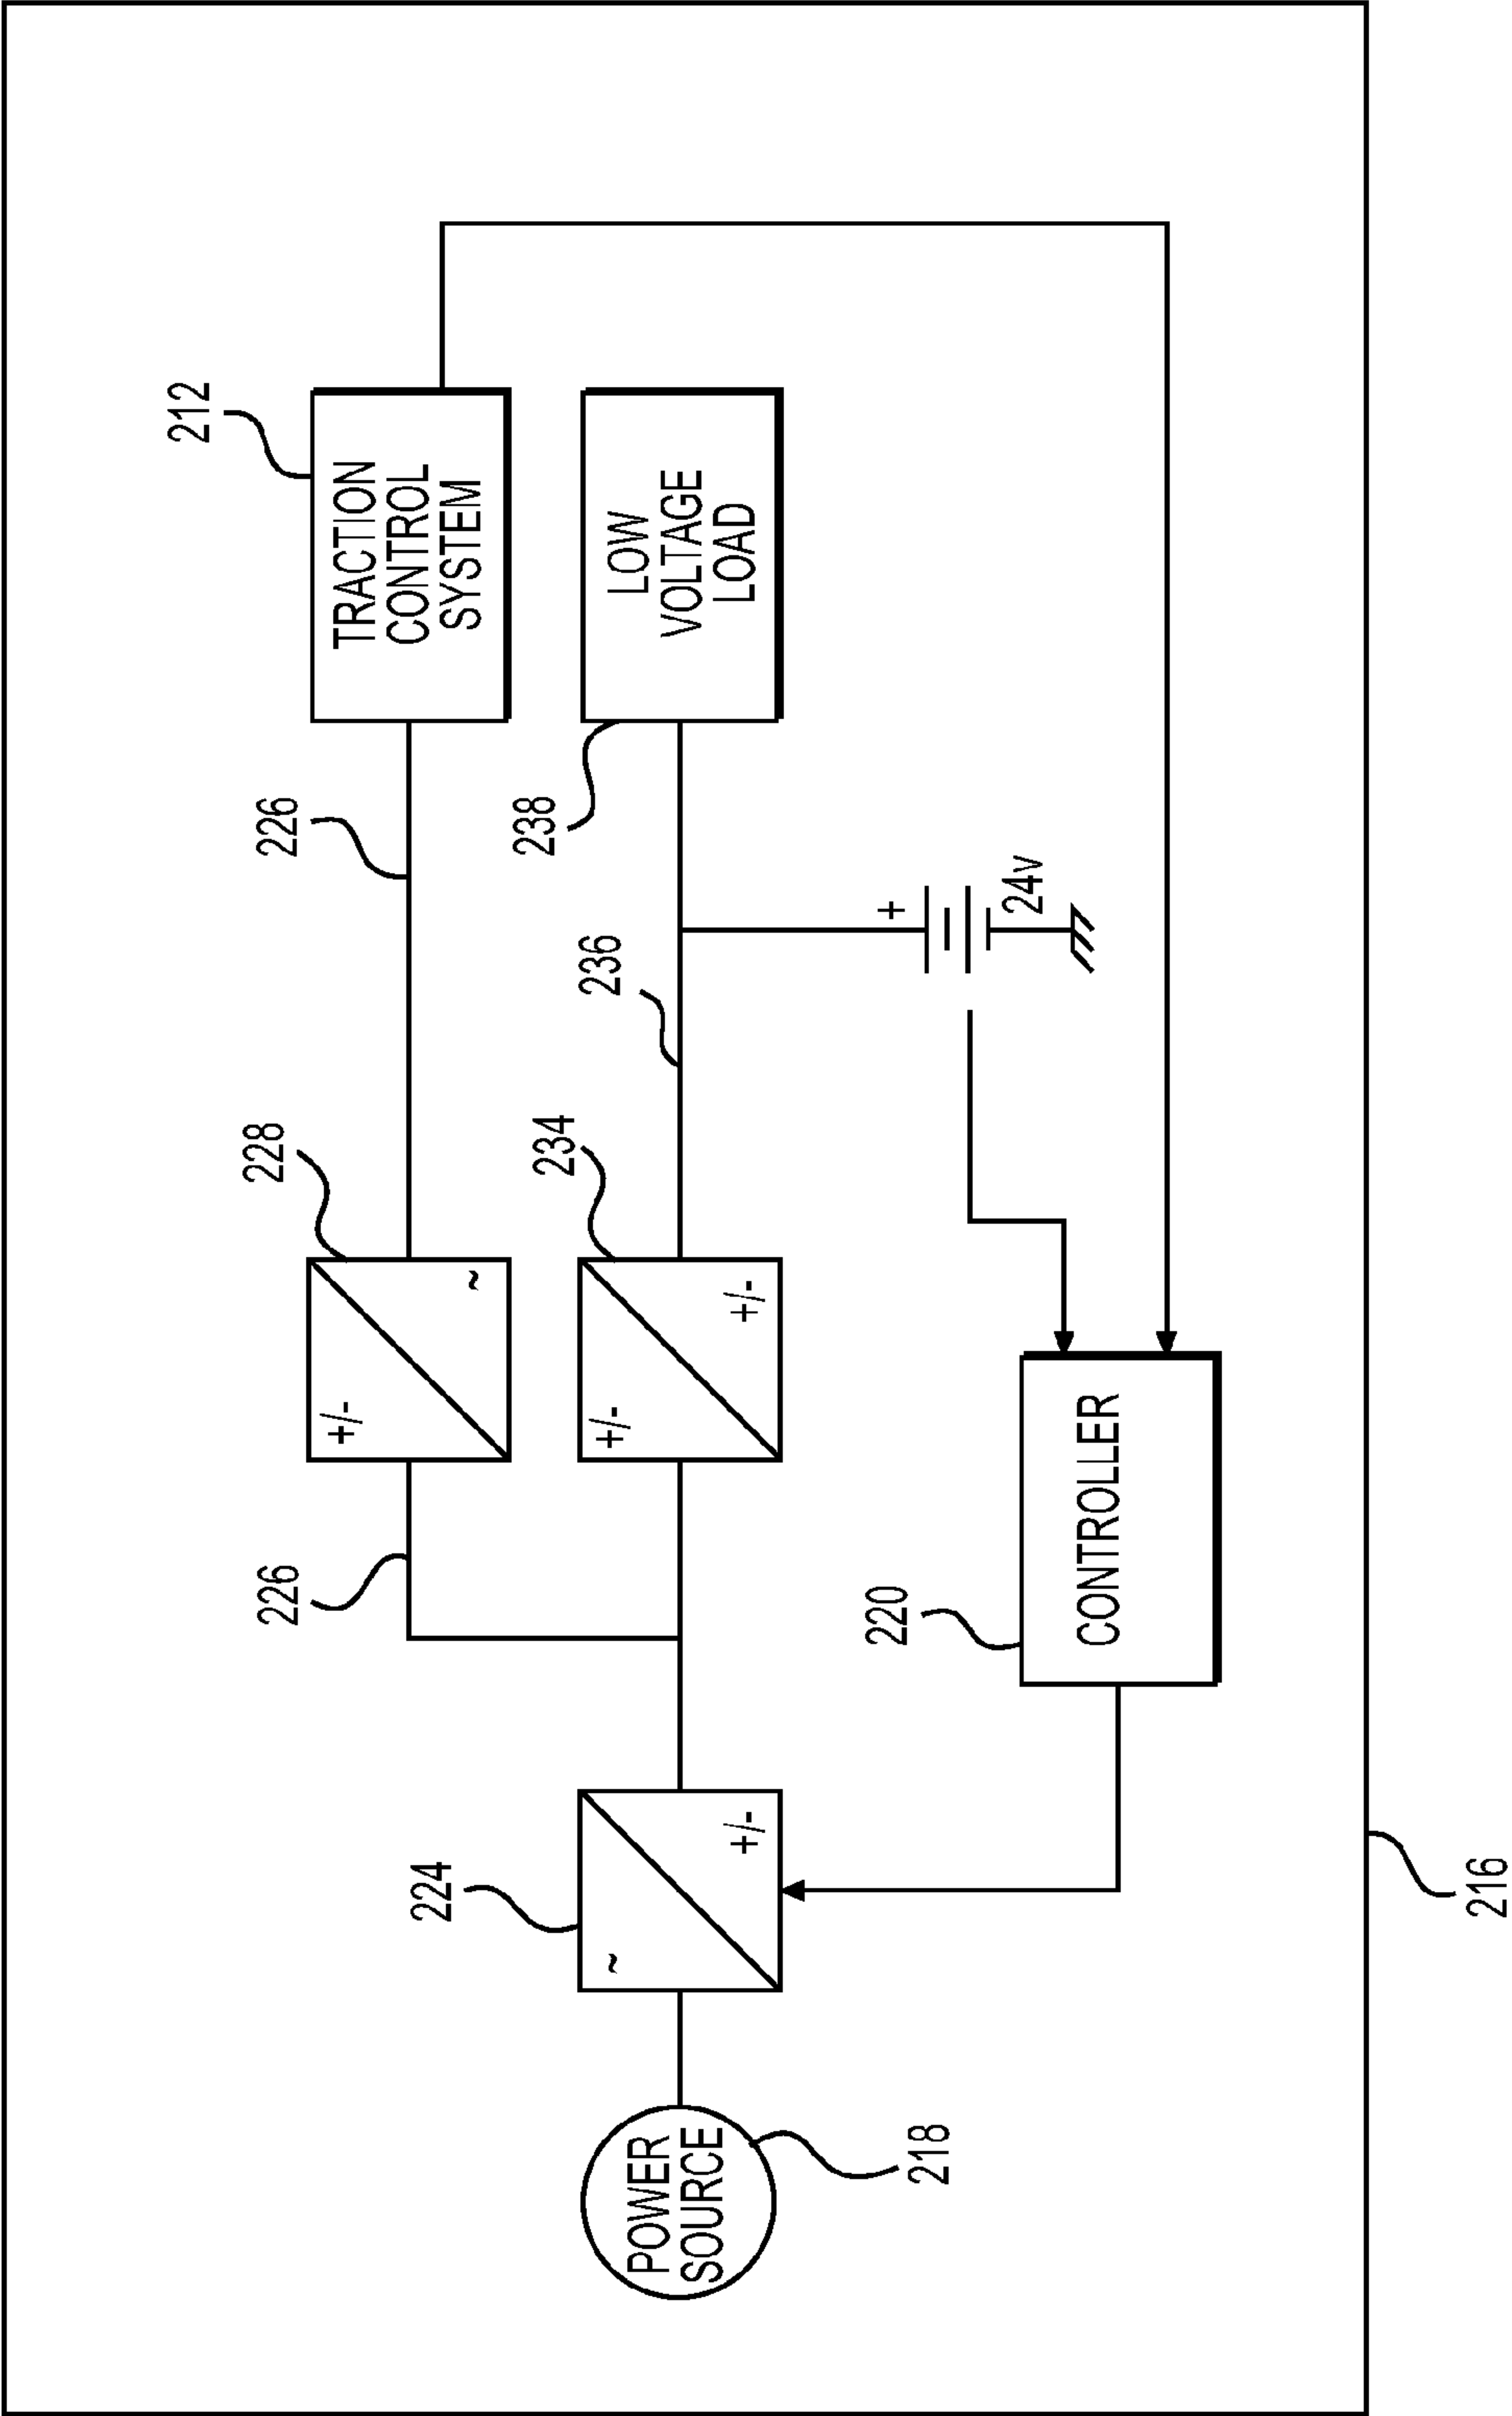 212
TRACTION
CONTROL
SYSTEM
226
228
+/-
~
226
238
LOW
VOLTAGE
LOAD
236
234
+/-
+/-
224
~
+/-
POWER
SOURCE
218
+
24v
220
CONTROLLER
216